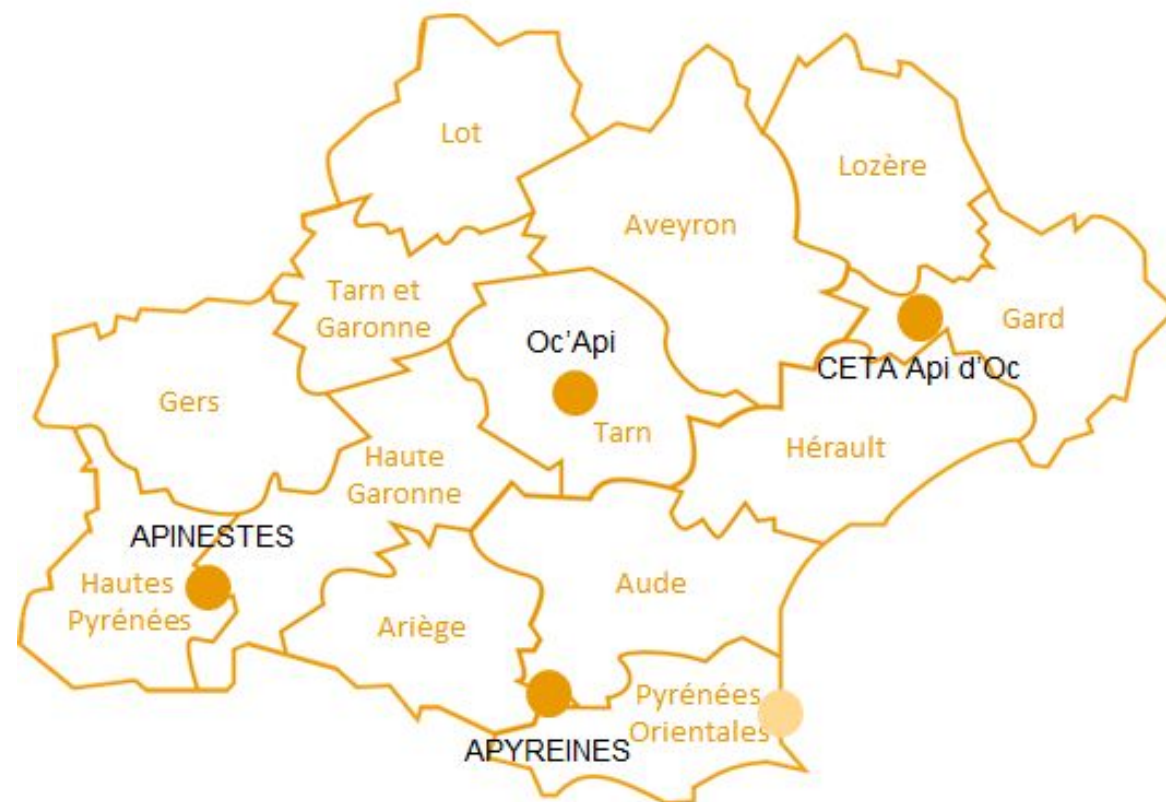 Lot
Lozère
Aveyron
Tarn et
Garonne
Gard
Oc'Api
CETA Api d'Oc
Gers
Tarn
Hérault
Haute
Garonne
APINESTES
Hautes
Pyrénées
Aude
Ariège
Pyrénées
Orientales
APYREINES